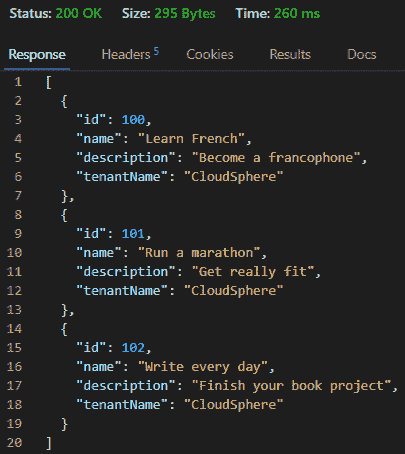 Status: 200 OK Size: 295 Bytes Time: 260 ms
Response Headers 5 Cookies Results Docs
1 [
2 {
3 "id": 100,
4 "name": "Learn French",
5 "description": "Become a francophone",
6 "tenantName": "CloudSphere"
7 },
8 {
9 "id": 101,
10 "name": "Run a marathon",
11 "description": "Get really fit",
12 "tenantName": "CloudSphere"
13 },
14 {
15 "id": 102,
16 "name": "Write every day",
17 "description": "Finish your book project",
18 "tenantName": "CloudSphere"
19 }
20 ]